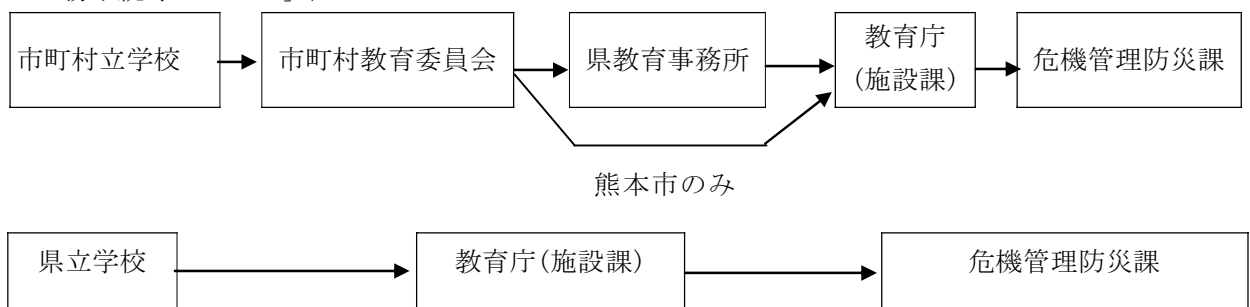 市町村立学校
市町村教育委員会
県教育事務所
教育庁
(施設課)
危機管理防災課
熊本市のみ
県立学校
教育庁(施設課)
危機管理防災課